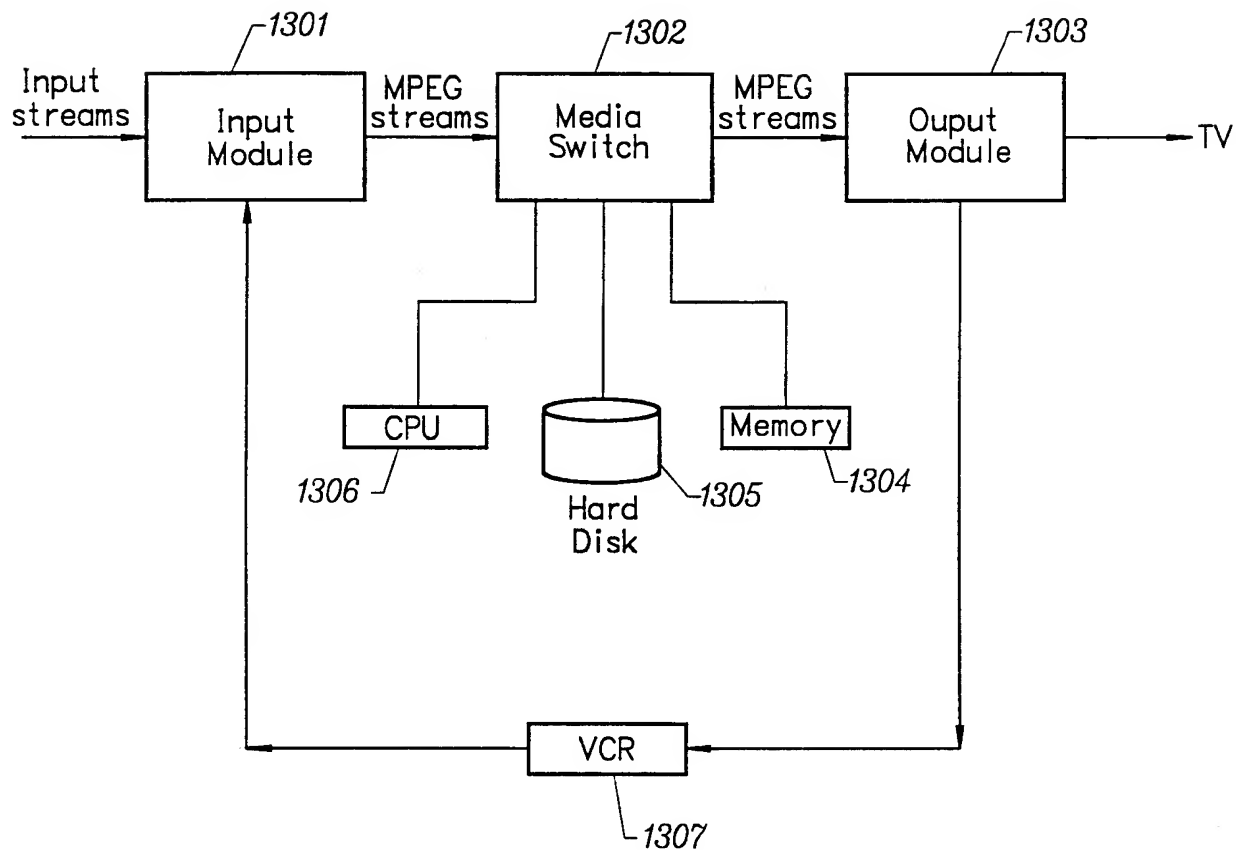 1301
1302
1303
Input
streams
Input
Module
MPEG
streams
Media
Switch
MPEG
streams
Ouput
Module
TV
CPU
1306
Hard
Disk
1305
Memory
1304
VCR
1307